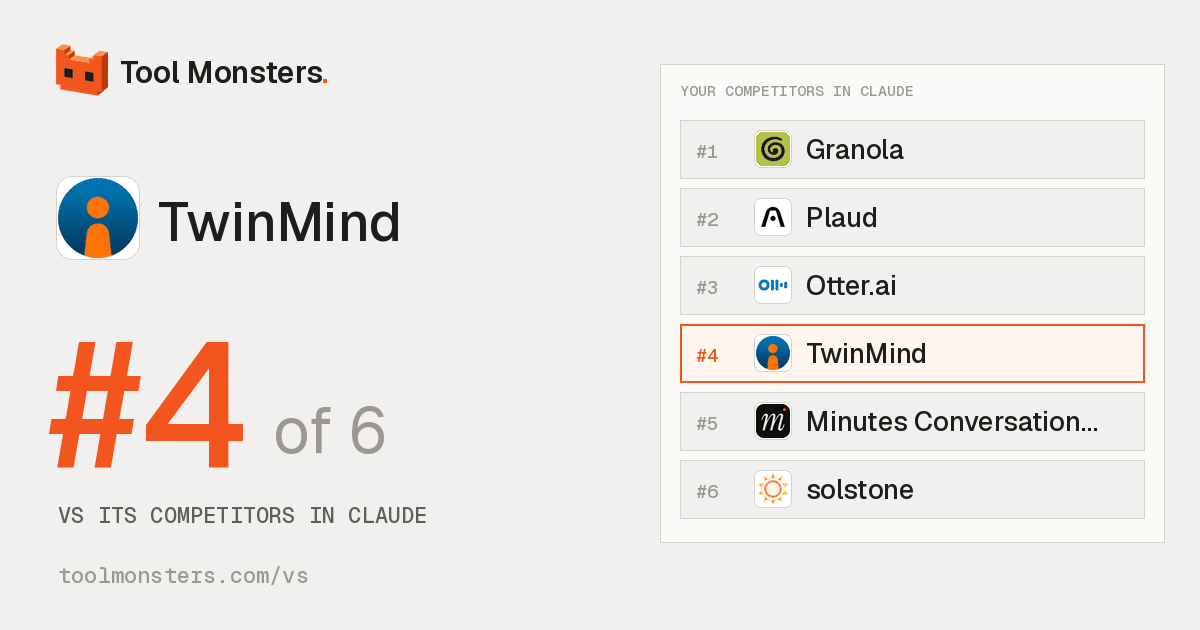 Tool Monsters.
TwinMind
#4 of 6
VS ITS COMPETITORS IN CLAUDE
toolmonsters.com/vs
YOUR COMPETITORS IN CLAUDE
#1 Granola
#2 Plaud
#3 Otter.ai
#4 TwinMind
#5 m Minutes Conversation...
#6 solstone